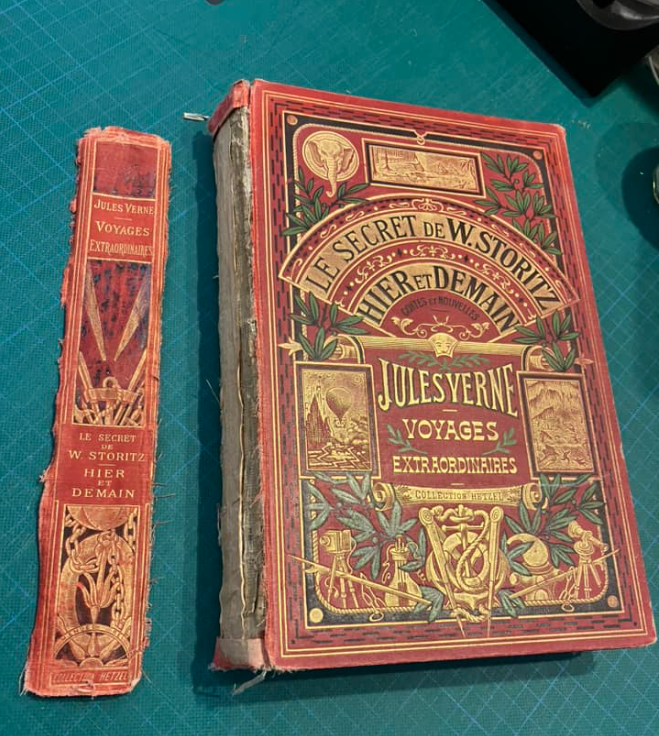 JULES VERNE
VOYAGES
EXTRAORDINAIRES
LE SECRET
DE
W. STORITZ
HIER
ET
DEMAIN
COLLECTION HETZEL
LE SECRET DE W. STORITZ
HIER ET DEMAIN
CONTES ET NOUVELLES
JULES VERNE
VOYAGES
EXTRAORDINAIRES
COLLECTION HETZEL